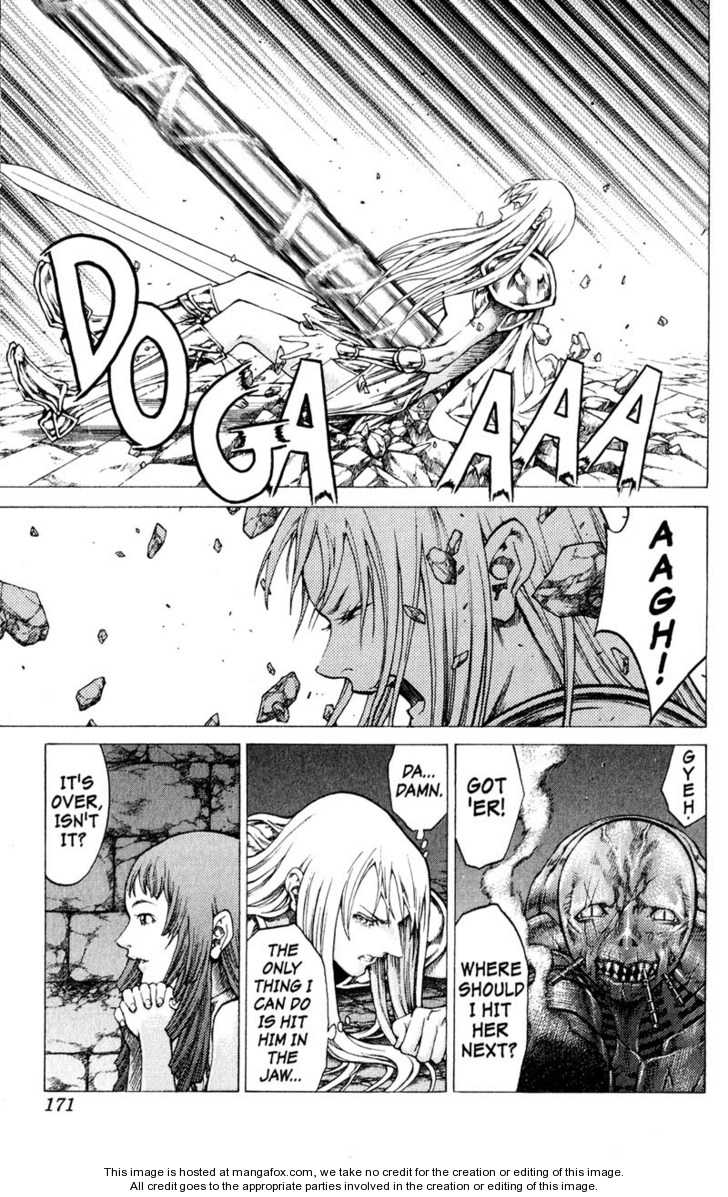 DOGA AAA
AAGH!
GYEH.
GOT
'ER!
WHERE
SHOULD
I HIT
HER
NEXT?
DA...
DAMN.
THE
ONLY
THING I
CAN DO
IS HIT
HIM IN
THE
JAW...
IT'S
OVER,
ISN'T
IT?
171
This image is hosted at mangafox.com, we take no credit for the creation or editing of this image.
All credit goes to the appropriate parties involved in the creation or editing of this image.